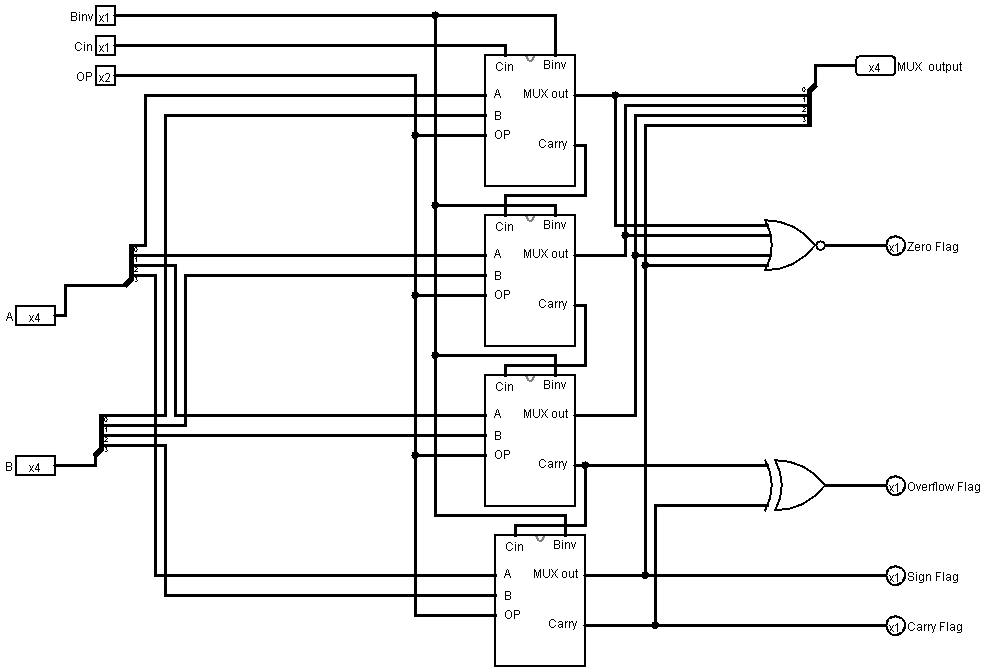 Binv x1
Cin x1
OP x2
Cin Binv
A MUX out
B
OP
Carry
x4 MUX output
0
1
2
3
Cin Binv
A MUX out
B
OP
Carry
0
1
2
3
A x4
x1 Zero Flag
Cin Binv
A MUX out
B
OP
Carry
0
1
2
3
B x4
x1 Overflow Flag
Cin Binv
A MUX out
B
OP
Carry
x1 Sign Flag
x1 Carry Flag